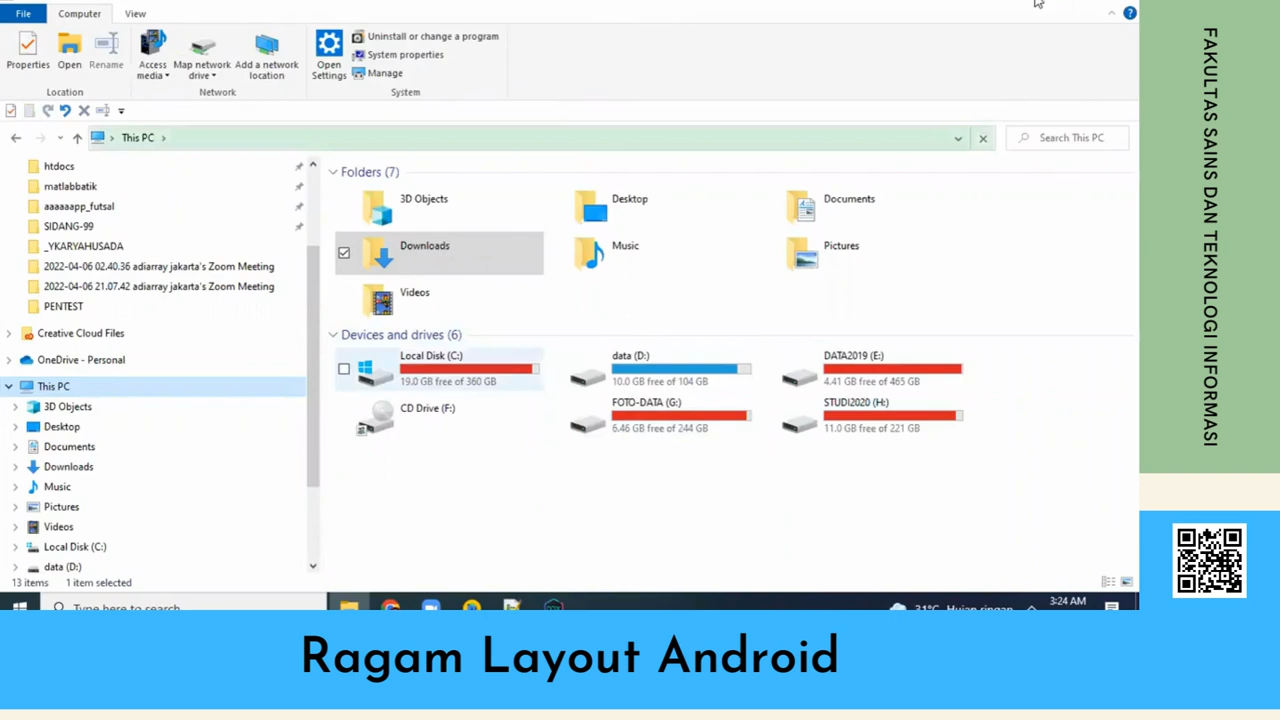 File Computer View
Properties Open Rename Access media Map network drive Add a network location Open Settings
Uninstall or change a program
System properties
Manage
Location Network System
This PC
Search This PC
htdocs
matlabbatik
aaaaaapp_futsal
SIDANG-99
_YKARYAHUSADA
2022-04-06 02.40.36 adiarray jakarta's Zoom Meeting
2022-04-06 21.07.42 adiarray jakarta's Zoom Meeting
PENTEST
Creative Cloud Files
OneDrive - Personal
This PC
3D Objects
Desktop
Documents
Downloads
Music
Pictures
Videos
Local Disk (C:)
data (D:)
Folders (7)
3D Objects Desktop Documents
Downloads Music Pictures
Videos
Devices and drives (6)
Local Disk (C:) data (D:) DATA2019 (E:)
19.0 GB free of 360 GB 10.0 GB free of 104 GB 4.41 GB free of 465 GB
CD Drive (F:) FOTO-DATA (G:) STUDI2020 (H:)
6.46 GB free of 244 GB 11.0 GB free of 221 GB
13 items 1 item selected
Type here to search
31°C Hujan ringan
3:24 AM
FAKULTAS SAINS DAN TEKNOLOGI INFORMASI
Ragam Layout Android